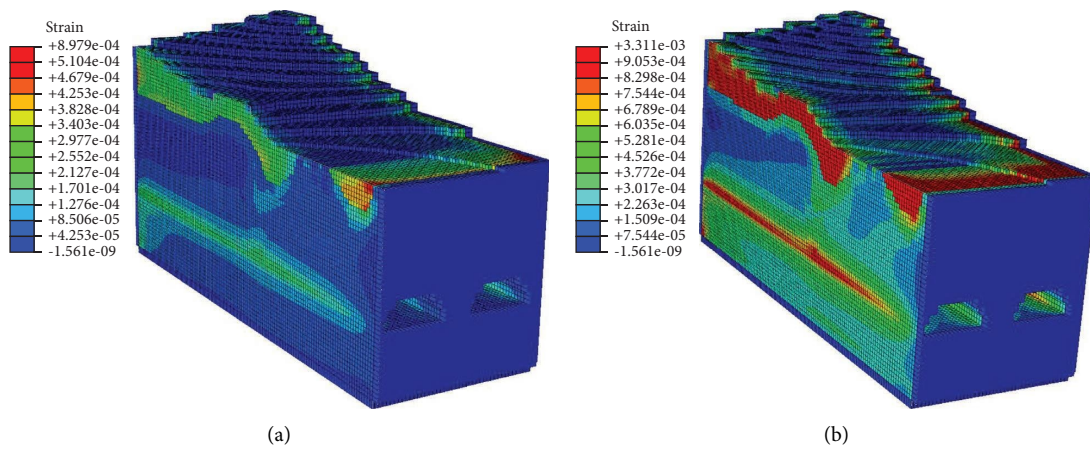 Strain
+8.979e-04
+5.104e-04
+4.679e-04
+4.253e-04
+3.828e-04
+3.403e-04
+2.977e-04
+2.552e-04
+2.127e-04
+1.701e-04
+1.276e-04
+8.506e-05
+4.253e-05
-1.561e-09
(a)
Strain
+3.311e-03
+9.053e-04
+8.298e-04
+7.544e-04
+6.789e-04
+6.035e-04
+5.281e-04
+4.526e-04
+3.772e-04
+3.017e-04
+2.263e-04
+1.509e-04
+7.544e-05
-1.561e-09
(b)